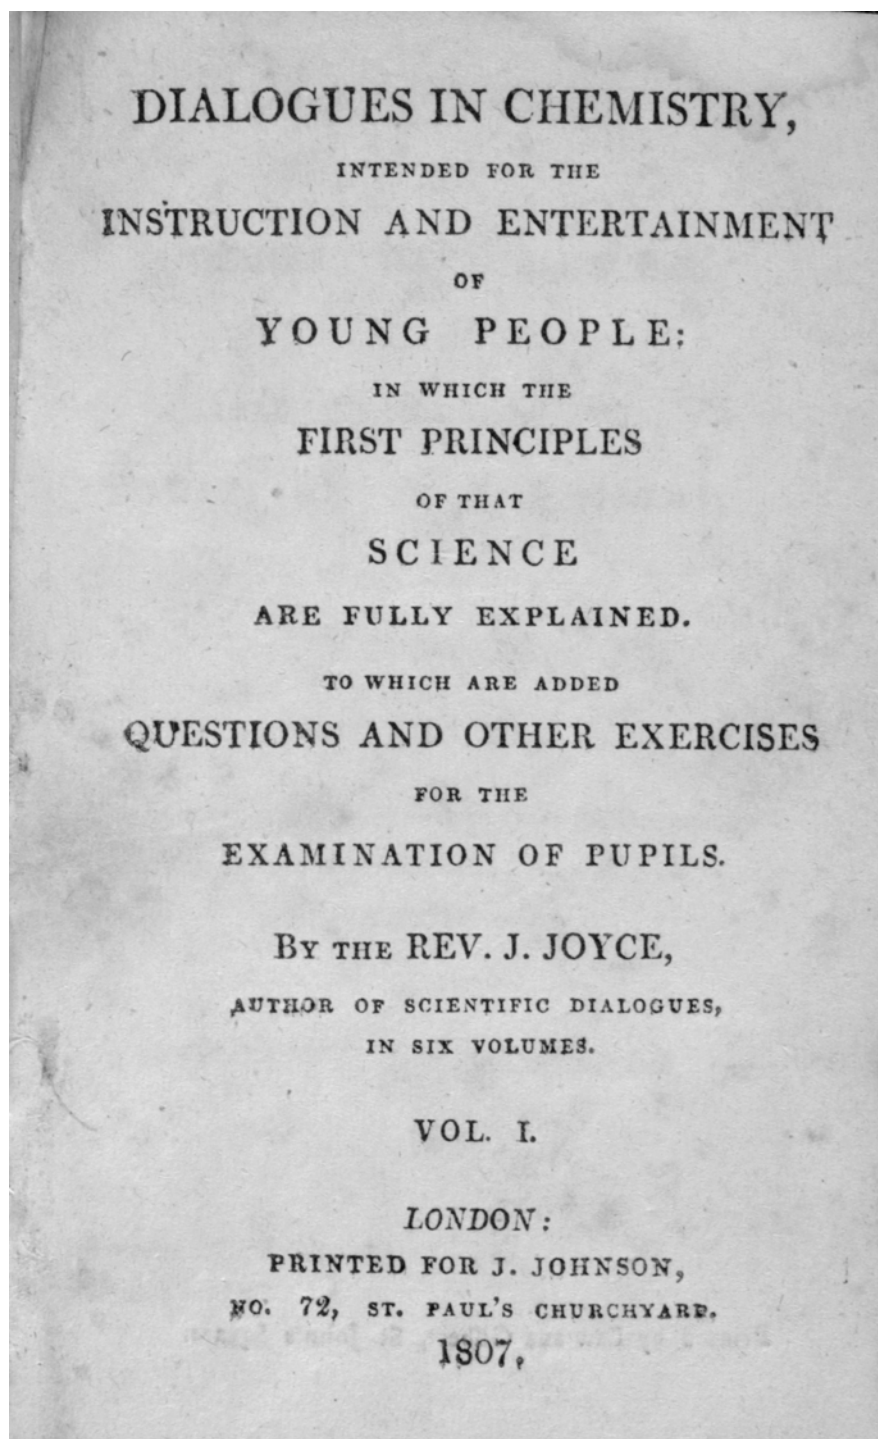 DIALOGUES IN CHEMISTRY,
INTENDED FOR THE
INSTRUCTION AND ENTERTAINMENT
OF
YOUNG PEOPLE:
IN WHICH THE
FIRST PRINCIPLES
OF THAT
SCIENCE
ARE FULLY EXPLAINED.
TO WHICH ARE ADDED
QUESTIONS AND OTHER EXERCISES
FOR THE
EXAMINATION OF PUPILS.
BY THE REV. J. JOYCE,
AUTHOR OF SCIENTIFIC DIALOGUES,
IN SIX VOLUMES.
VOL. I.
LONDON:
PRINTED FOR J. JOHNSON,
NO. 72, ST. PAUL'S CHURCHYARD.
1807.